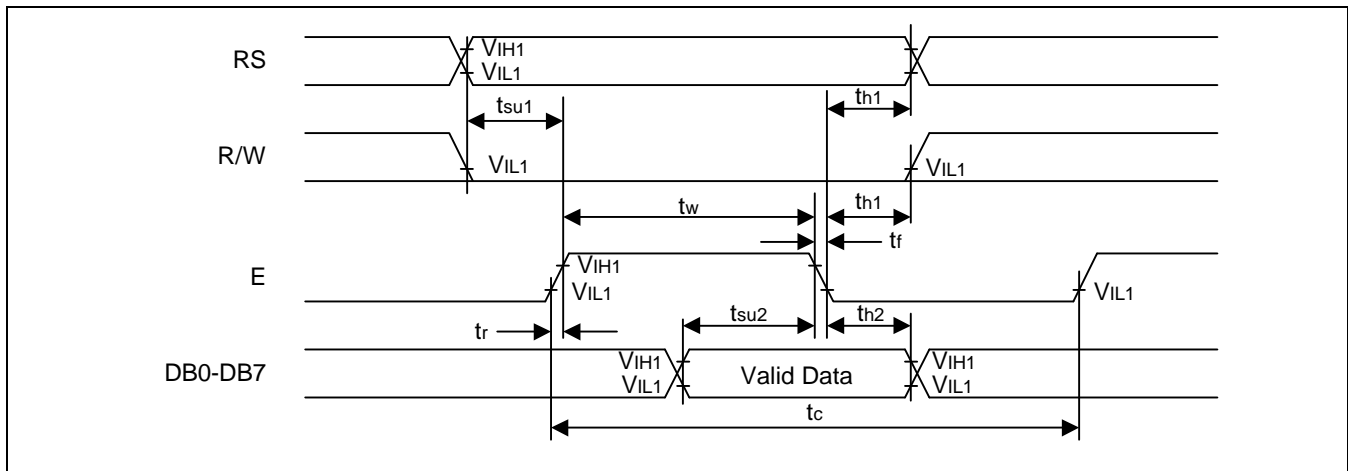 RS
VIH1
VIL1
tsu1
th1
R/W
VIL1
VIL1
tw
th1
tf
E
VIH1
VIL1
VIL1
tr
tsu2
th2
DB0-DB7
VIH1
VIL1
Valid Data
VIH1
VIL1
tc